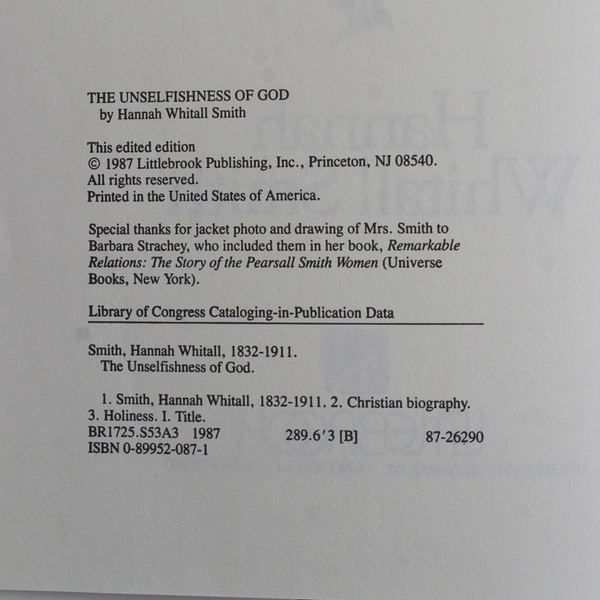 THE UNSELFISHNESS OF GOD
by Hannah Whitall Smith
This edited edition
© 1987 Littlebrook Publishing, Inc., Princeton, NJ 08540.
All rights reserved.
Printed in the United States of America.
Special thanks for jacket photo and drawing of Mrs. Smith to
Barbara Strachey, who included them in her book, Remarkable
Relations: The Story of the Pearsall Smith Women (Universe
Books, New York).
Library of Congress Cataloging-in-Publication Data
Smith, Hannah Whitall, 1832-1911.
The Unselfishness of God.
1. Smith, Hannah Whitall, 1832-1911. 2. Christian biography.
3. Holiness. I. Title.
BR1725.S53A3 1987 289.6'3 [B] 87-26290
ISBN 0-89952-087-1
Hannah
Whitall Smith